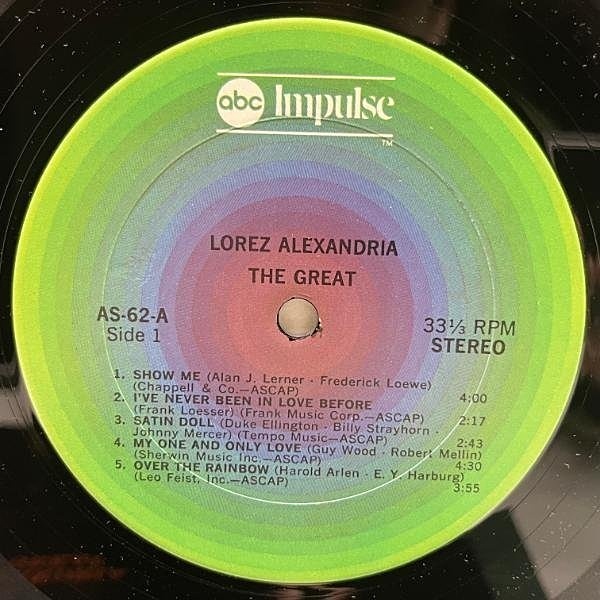 abc Impulse
TM
LOREZ ALEXANDRIA
THE GREAT
AS-62-A
Side 1
33⅓ RPM
STEREO
1. SHOW ME (Alan J. Lerner - Frederick Loewe)
(Chappell & Co.—ASCAP) 4:00
2. I'VE NEVER BEEN IN LOVE BEFORE
(Frank Loesser) (Frank Music Corp.—ASCAP) 2:17
3. SATIN DOLL (Duke Ellington - Billy Strayhorn -
Johnny Mercer) (Tempo Music—ASCAP) 2:43
4. MY ONE AND ONLY LOVE (Guy Wood - Robert Mellin)
(Sherwin Music Inc.—ASCAP) 4:30
5. OVER THE RAINBOW (Harold Arlen - E. Y. Harburg)
(Leo Feist, Inc.—ASCAP) 3:55